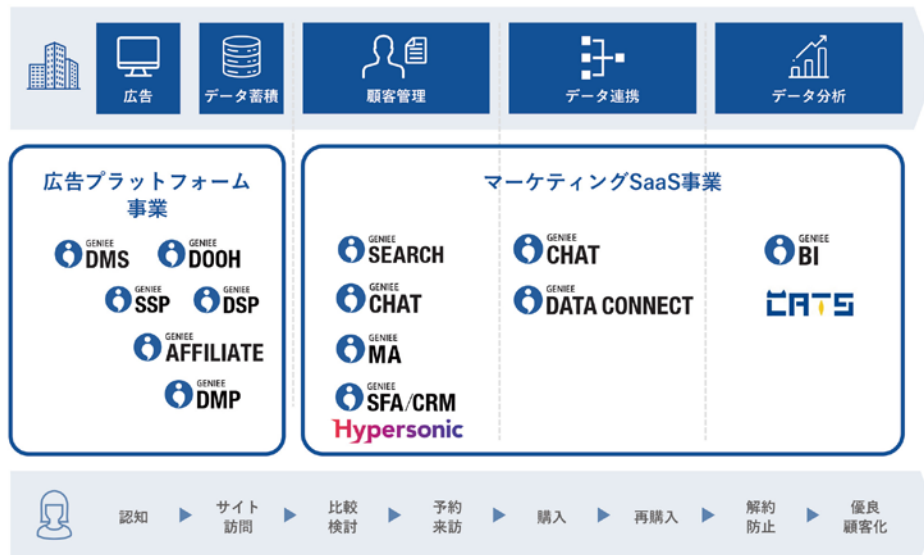 広告
データ蓄積
顧客管理
データ連携
データ分析
広告プラットフォーム
事業
GENIEE
DMS
GENIEE
DOOH
GENIEE
SSP
GENIEE
DSP
GENIEE
AFFILIATE
GENIEE
DMP
マーケティングSaaS事業
GENIEE
SEARCH
GENIEE
CHAT
GENIEE
MA
GENIEE
SFA/CRM
Hypersonic
GENIEE
CHAT
GENIEE
DATA CONNECT
GENIEE
BI
CATS
認知
サイト
訪問
比較
検討
予約
来訪
購入
再購入
解約
防止
優良
顧客化